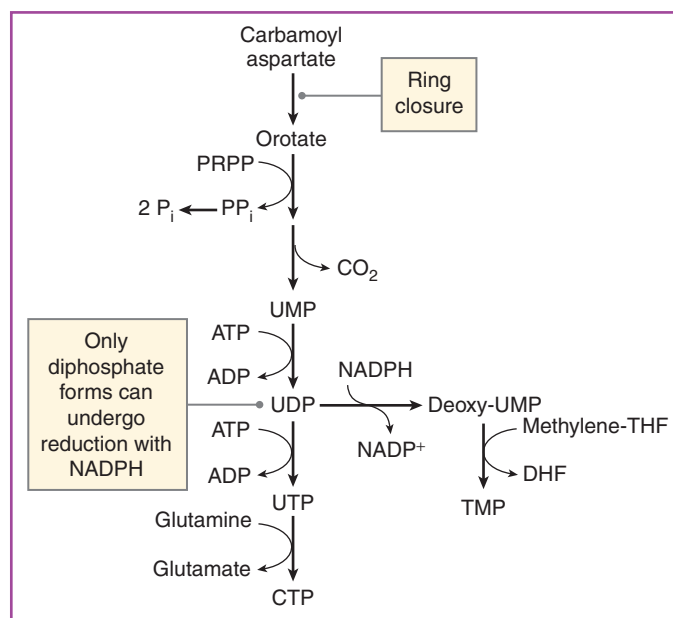 Carbamoyl
aspartate
Ring
closure
Orotate
PRPP
2 Pi
PPi
CO2
UMP
ATP
ADP
Only
diphosphate
forms can
undergo
reduction with
NADPH
UDP
NADPH
NADP+
Deoxy-UMP
Methylene-THF
DHF
TMP
ATP
ADP
UTP
Glutamine
Glutamate
CTP